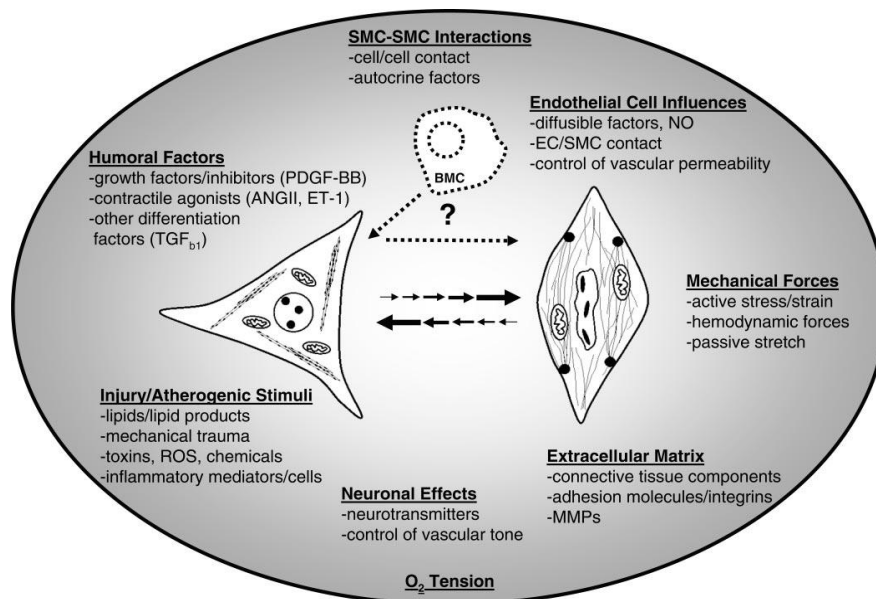 SMC-SMC Interactions
-cell/cell contact
-autocrine factors
Endothelial Cell Influences
-diffusible factors, NO
-EC/SMC contact
-control of vascular permeability
Humoral Factors
-growth factors/inhibitors (PDGF-BB)
-contractile agonists (ANGII, ET-1)
-other differentiation
factors (TGFb1)
BMC
?
Mechanical Forces
-active stress/strain
-hemodynamic forces
-passive stretch
Injury/Atherogenic Stimuli
-lipids/lipid products
-mechanical trauma
-toxins, ROS, chemicals
-inflammatory mediators/cells
Extracellular Matrix
-connective tissue components
-adhesion molecules/integrins
-MMPs
Neuronal Effects
-neurotransmitters
-control of vascular tone
O2 Tension